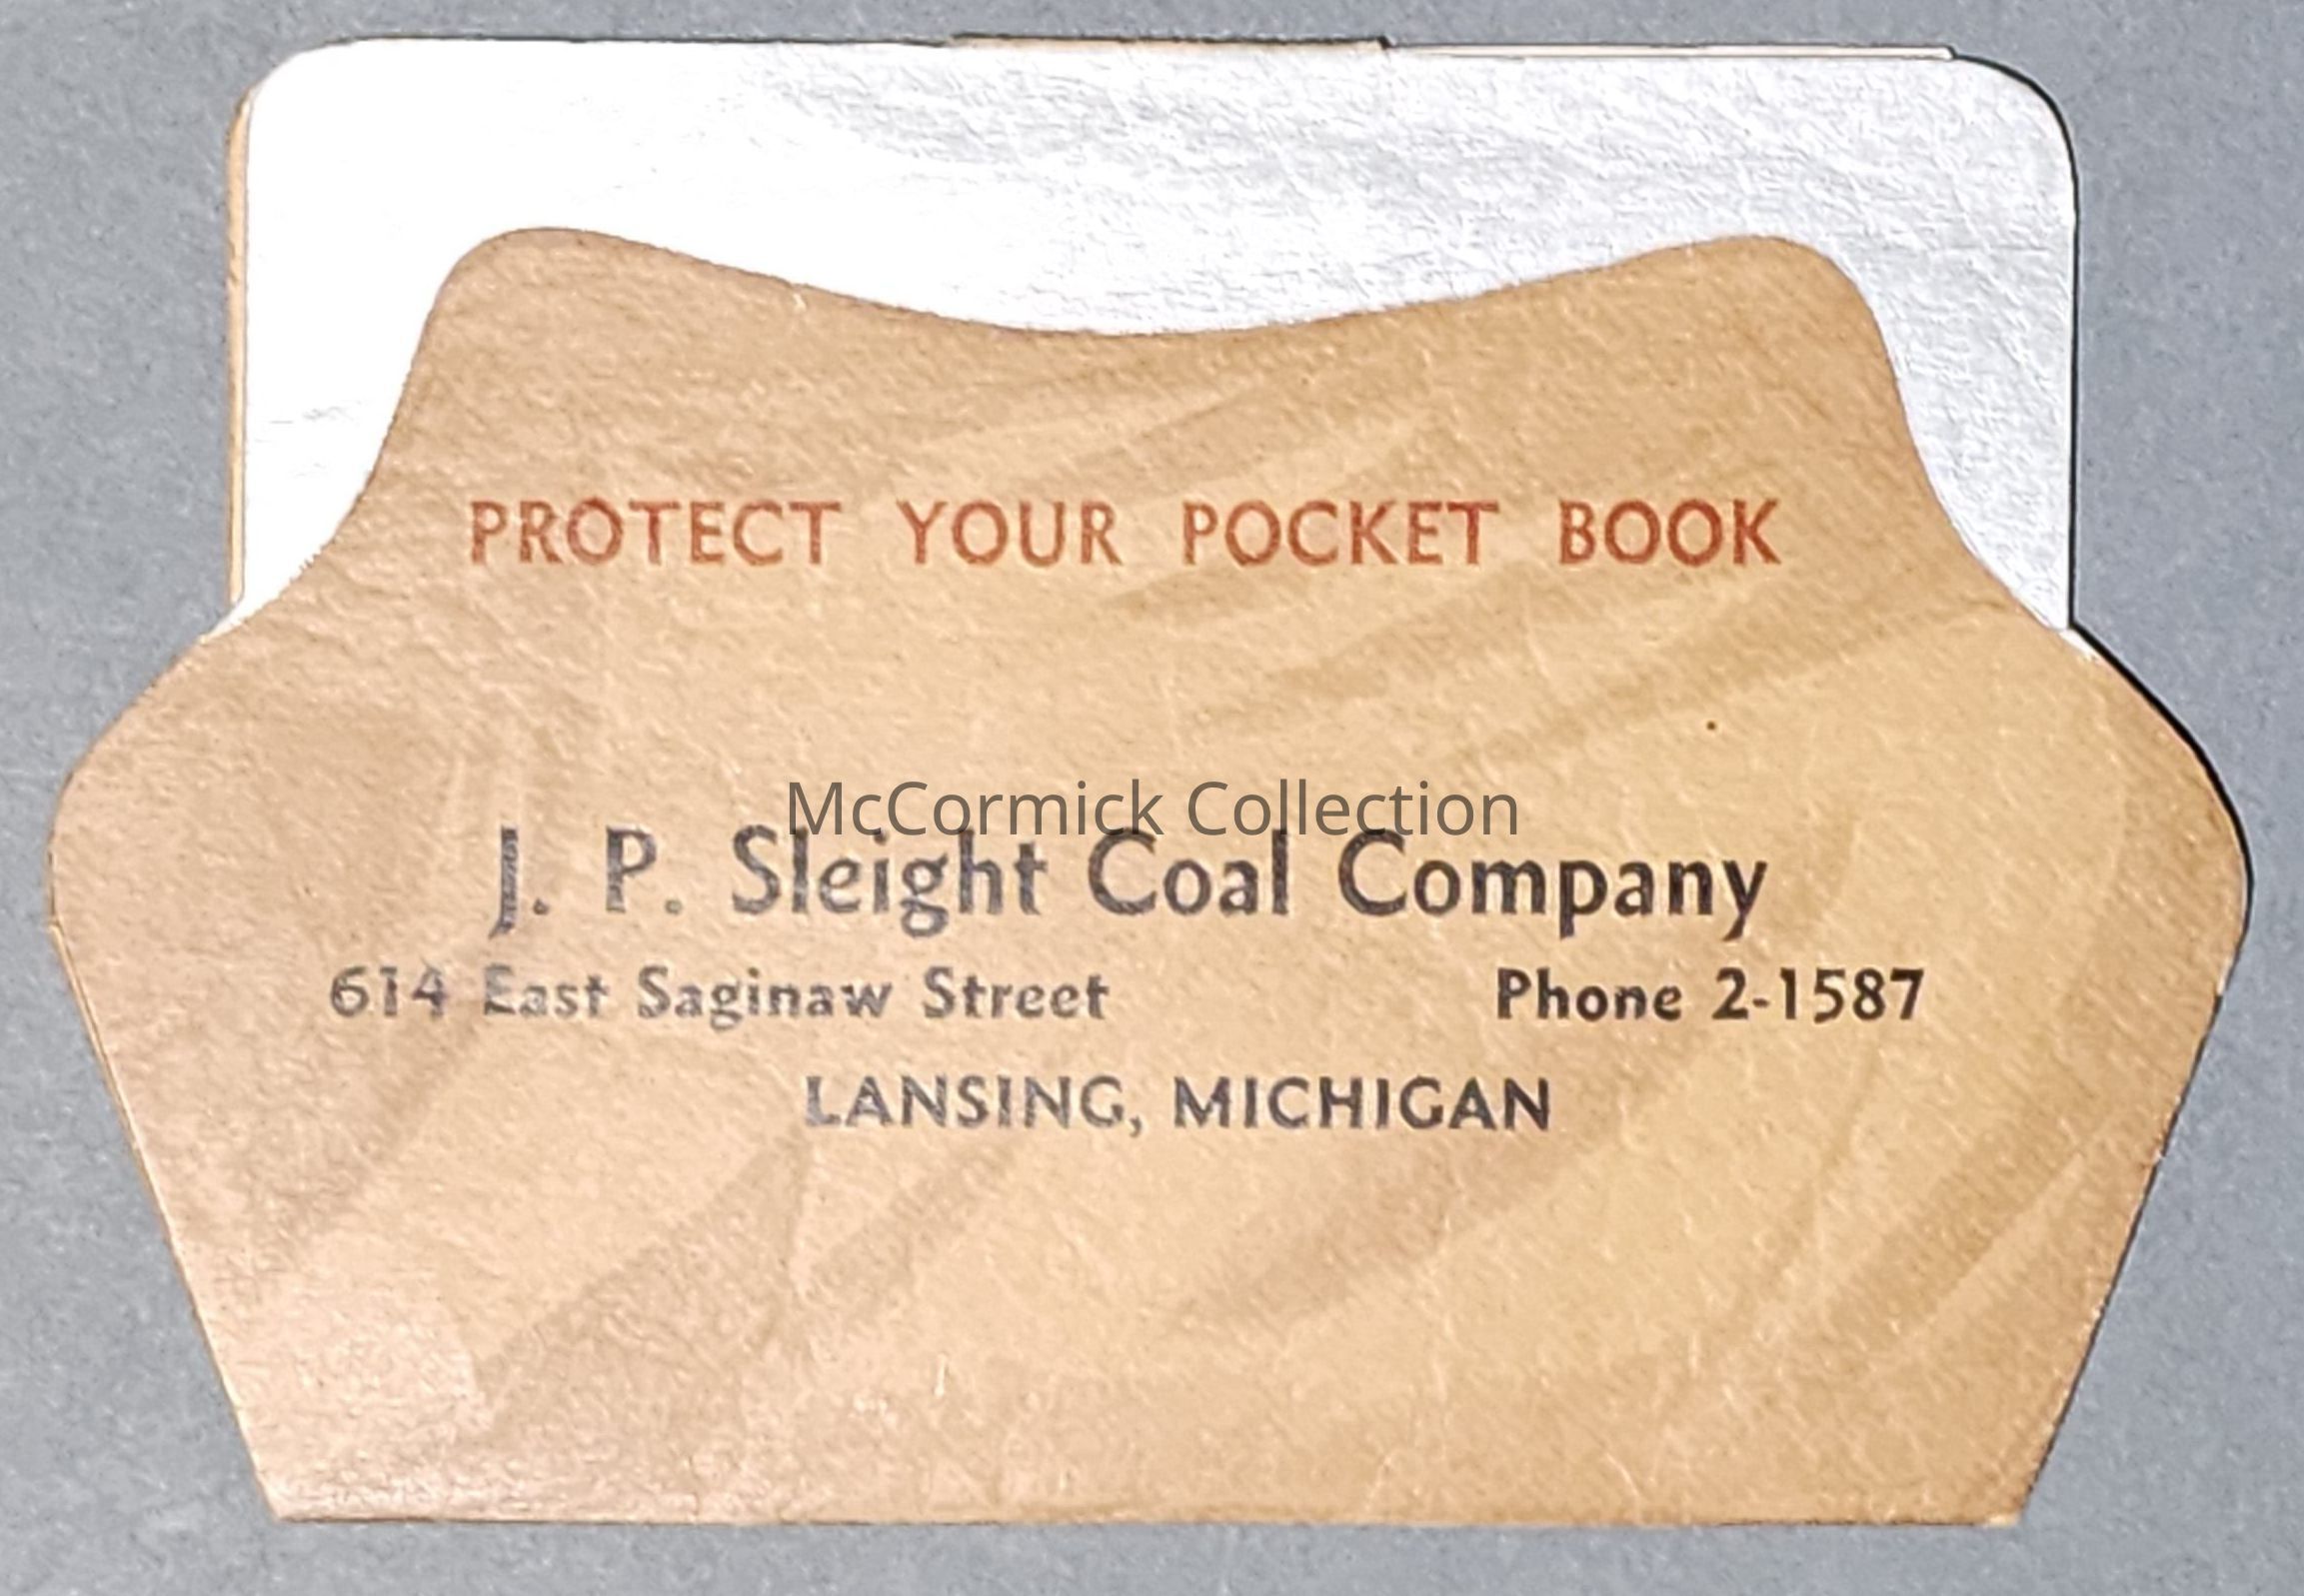 PROTECT YOUR POCKET BOOK
McCormick Collection
J. P. Sleight Coal Company
614 East Saginaw Street Phone 2-1587
LANSING, MICHIGAN